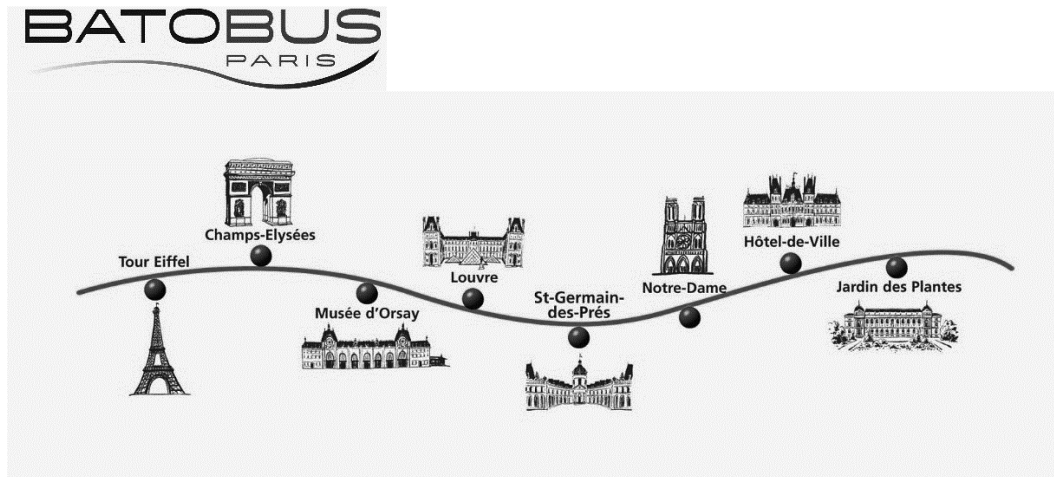 BATOBUS
PARIS
Champs-Elysées
Tour Eiffel
Musée d'Orsay
Louvre
St-Germain-
des-Prés
Notre-Dame
Hôtel-de-Ville
Jardin des Plantes